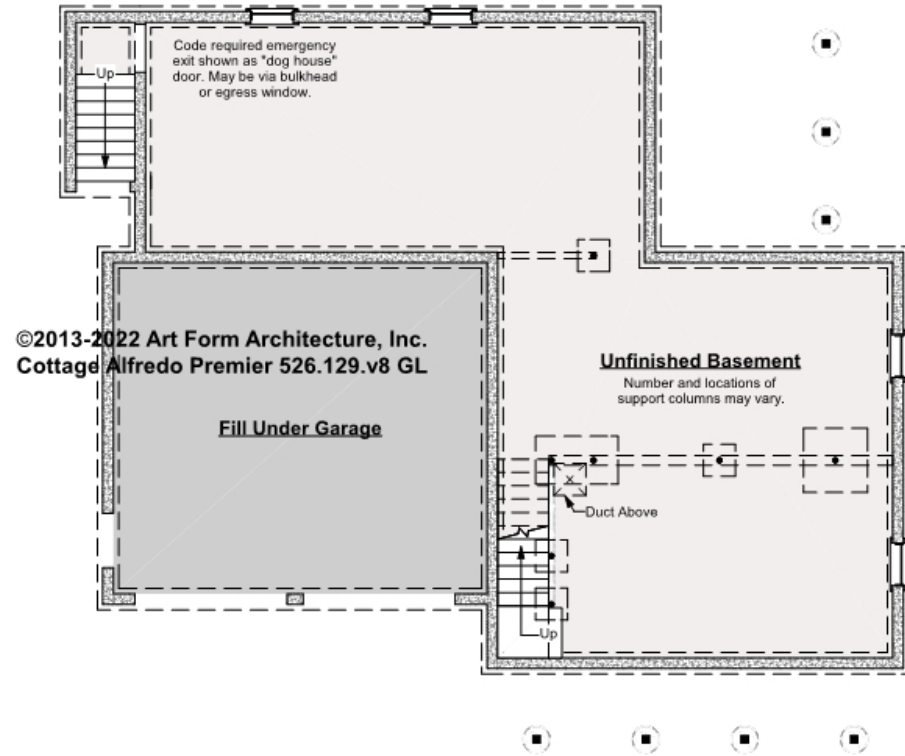 Code required emergency
exit shown as "dog house"
door. May be via bulkhead
or egress window.
Up
©2013-2022 Art Form Architecture, Inc.
Cottage Alfredo Premier 526.129.v8 GL
Unfinished Basement
Number and locations of
support columns may vary.
Fill Under Garage
Duct Above
Up